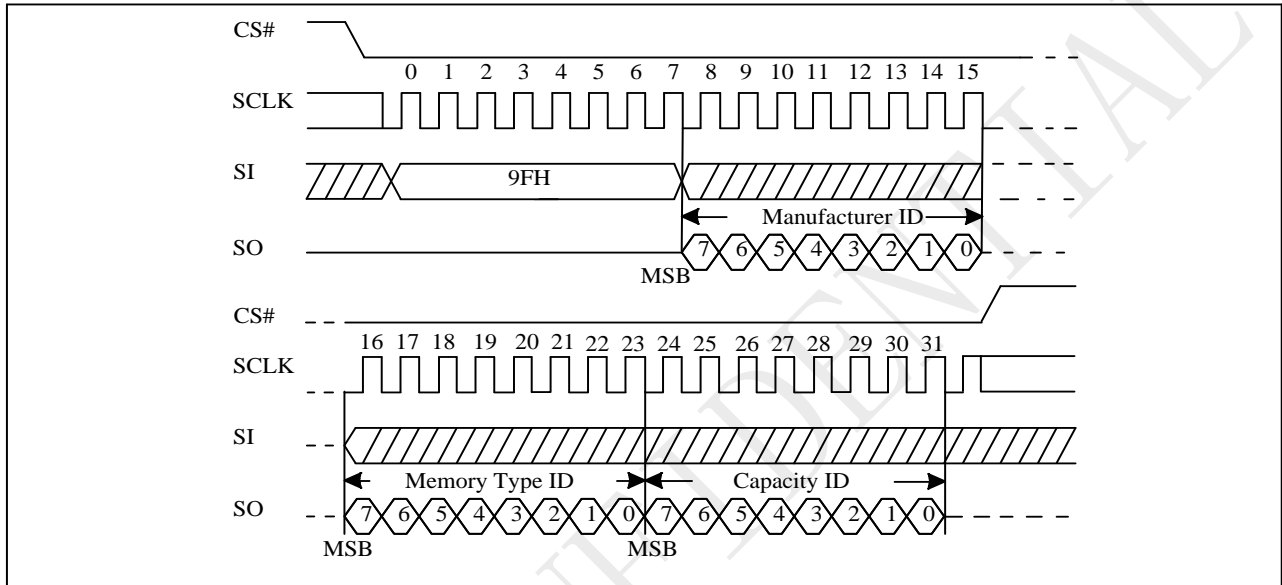 CS#
0 1 2 3 4 5 6 7 8 9 10 11 12 13 14 15
SCLK
SI 9FH
Manufacturer ID
SO 7 6 5 4 3 2 1 0
MSB
CS#
16 17 18 19 20 21 22 23 24 25 26 27 28 29 30 31
SCLK
SI
Memory Type ID Capacity ID
SO 7 6 5 4 3 2 1 0 7 6 5 4 3 2 1 0
MSB MSB
FIDENTIAL